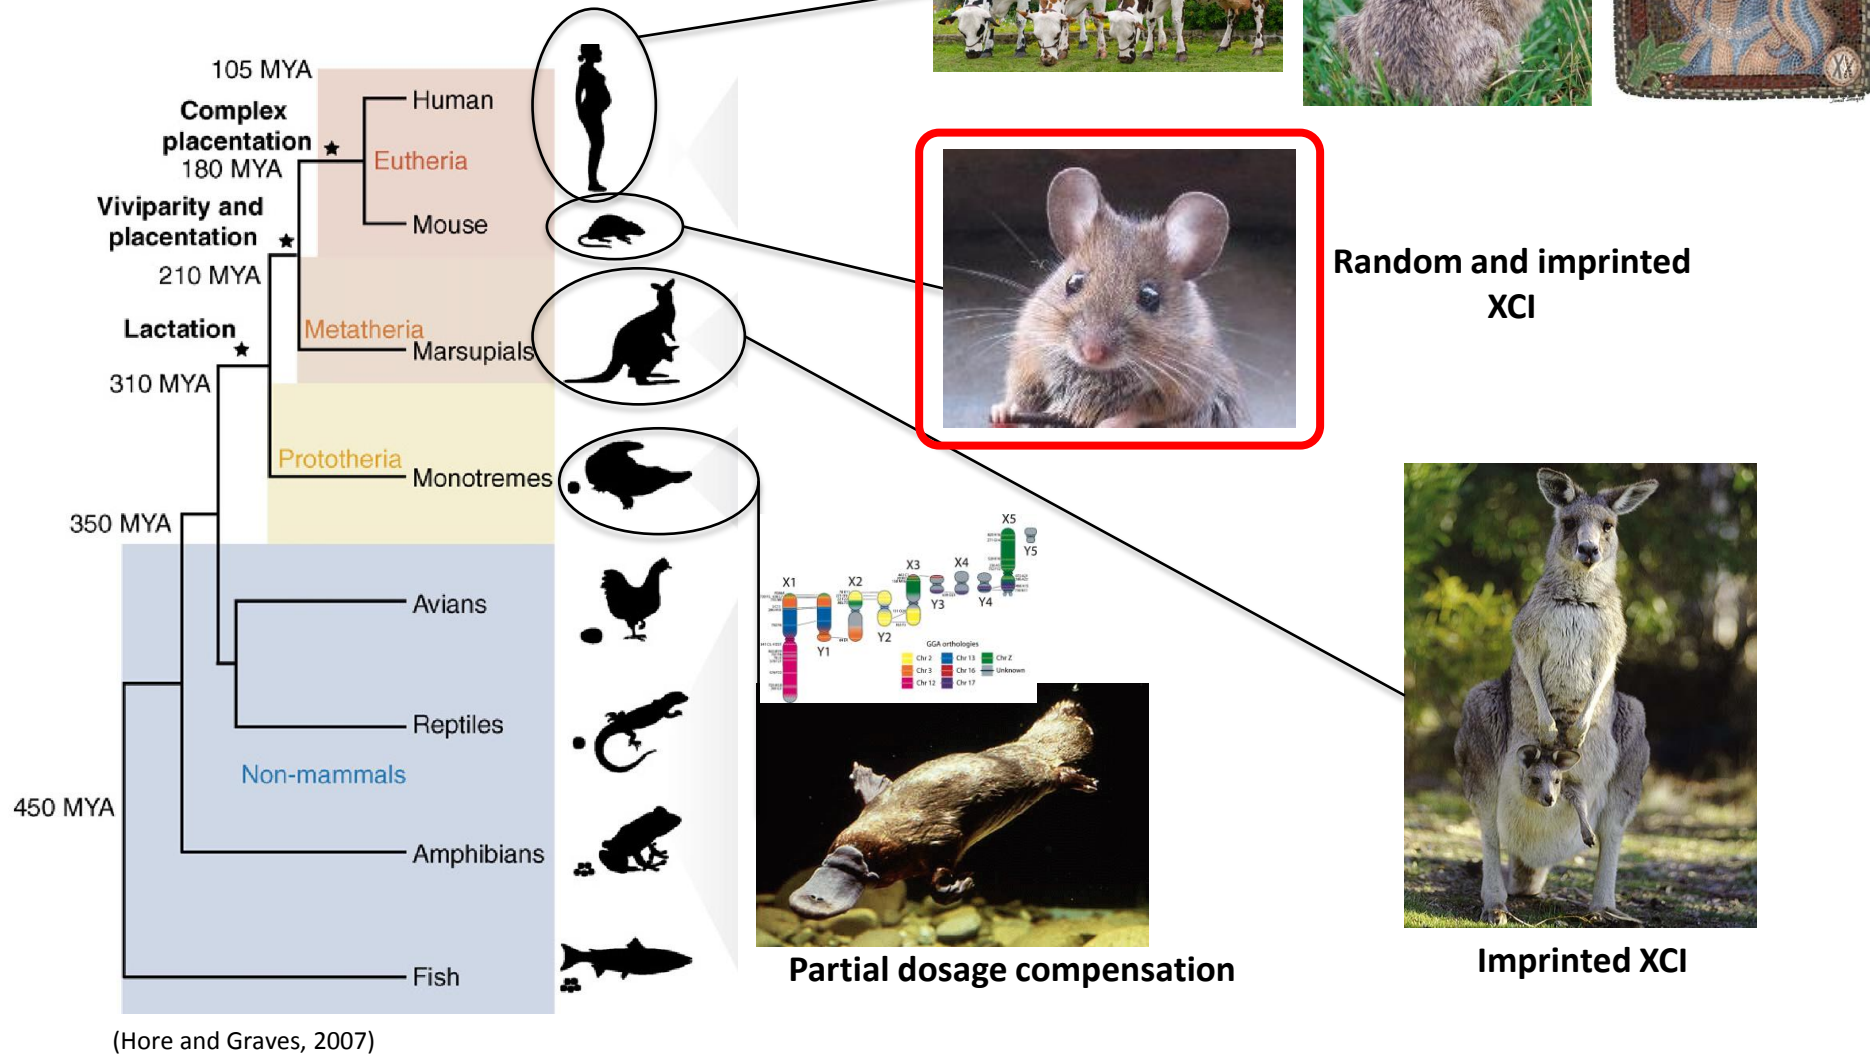 105 MYA
Complex
placentation
180 MYA
Viviparity and
placentation
210 MYA
Lactation
310 MYA
350 MYA
450 MYA
Human
Eutheria
Mouse
Metatheria
Marsupials
Prototheria
Monotremes
Avians
Reptiles
Non-mammals
Amphibians
Fish
(Hore and Graves, 2007)
Random and imprinted
XCI
X1
Y1
X2
Y2
X3
Y3
X4
Y4
X5
Y5
GGA orthologies
Chr 2
Chr 13
Chr Z
Chr 3
Chr 16
Unknown
Chr 12
Chr 17
Partial dosage compensation
Imprinted XCI